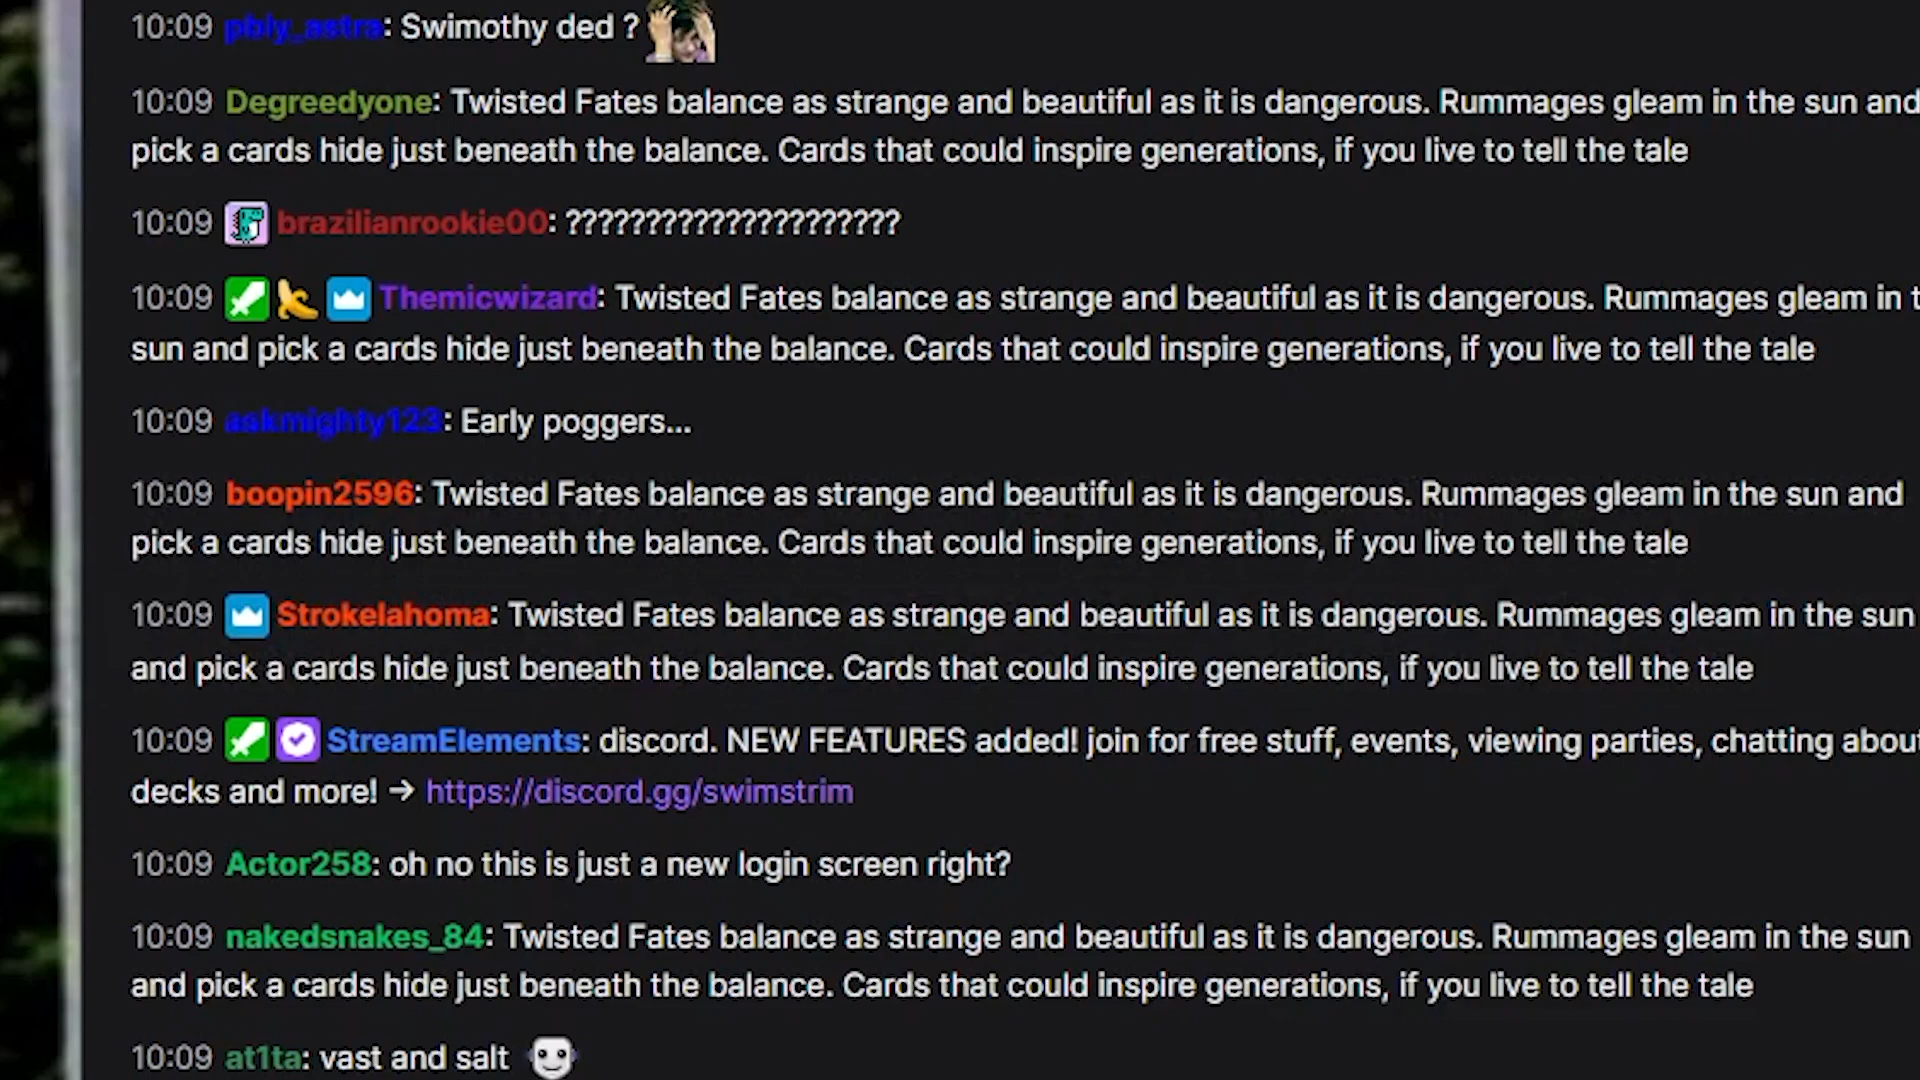 10:09 pbly_astra: Swimothy ded ?
10:09 Degreedyone: Twisted Fates balance as strange and beautiful as it is dangerous. Rummages gleam in the sun and
pick a cards hide just beneath the balance. Cards that could inspire generations, if you live to tell the tale
10:09 brazilianrookie00: ?????????????????????
10:09 Themicwizard: Twisted Fates balance as strange and beautiful as it is dangerous. Rummages gleam in t
sun and pick a cards hide just beneath the balance. Cards that could inspire generations, if you live to tell the tale
10:09 askmighty123: Early poggers...
10:09 boopin2596: Twisted Fates balance as strange and beautiful as it is dangerous. Rummages gleam in the sun and
pick a cards hide just beneath the balance. Cards that could inspire generations, if you live to tell the tale
10:09 Strokelahoma: Twisted Fates balance as strange and beautiful as it is dangerous. Rummages gleam in the sun
and pick a cards hide just beneath the balance. Cards that could inspire generations, if you live to tell the tale
10:09 StreamElements: discord. NEW FEATURES added! join for free stuff, events, viewing parties, chatting about
decks and more! → https://discord.gg/swimstrim
10:09 Actor258: oh no this is just a new login screen right?
10:09 nakedsnakes_84: Twisted Fates balance as strange and beautiful as it is dangerous. Rummages gleam in the sun
and pick a cards hide just beneath the balance. Cards that could inspire generations, if you live to tell the tale
10:09 at1ta: vast and salt